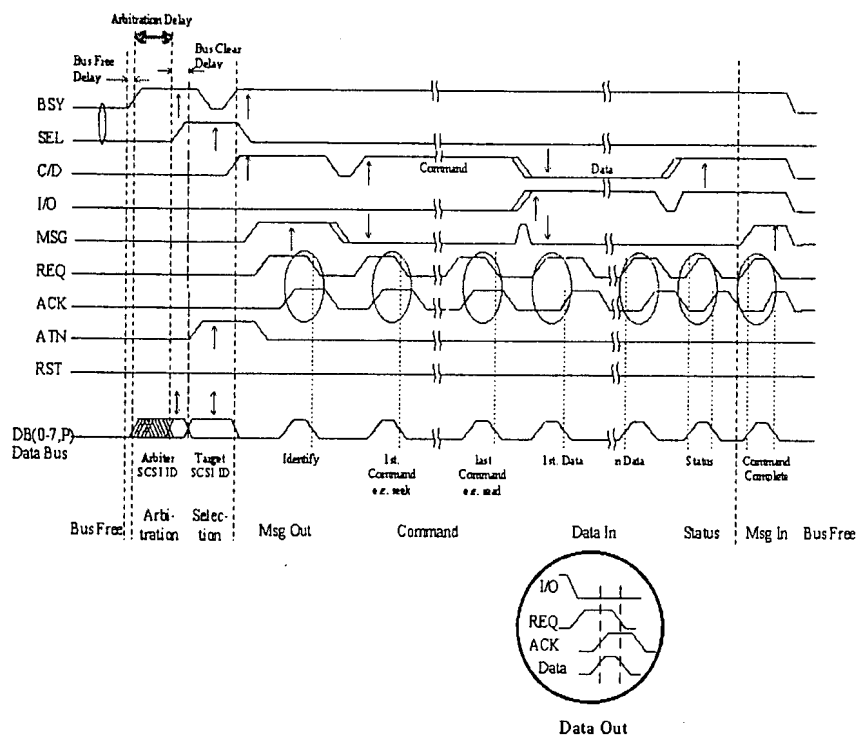 Arbitration Delay
Bus Free
Delay
Bus Clear
Delay
BSY
SEL
C/D
Command
Data
I/O
MSG
REQ
ACK
ATN
RST
DB(0-7,P)
Data Bus
Arbiter
SCSI ID
Target
SCSI ID
Identify
1st.
Command
e.g. seek
Last
Command
e.g. read
1st. Data
n Data
Status
Command
Complete
Bus Free
Arbi-
tration
Selec-
tion
Msg Out
Command
Data In
Status
Msg In
Bus Free
I/O
REQ
ACK
Data
Data Out